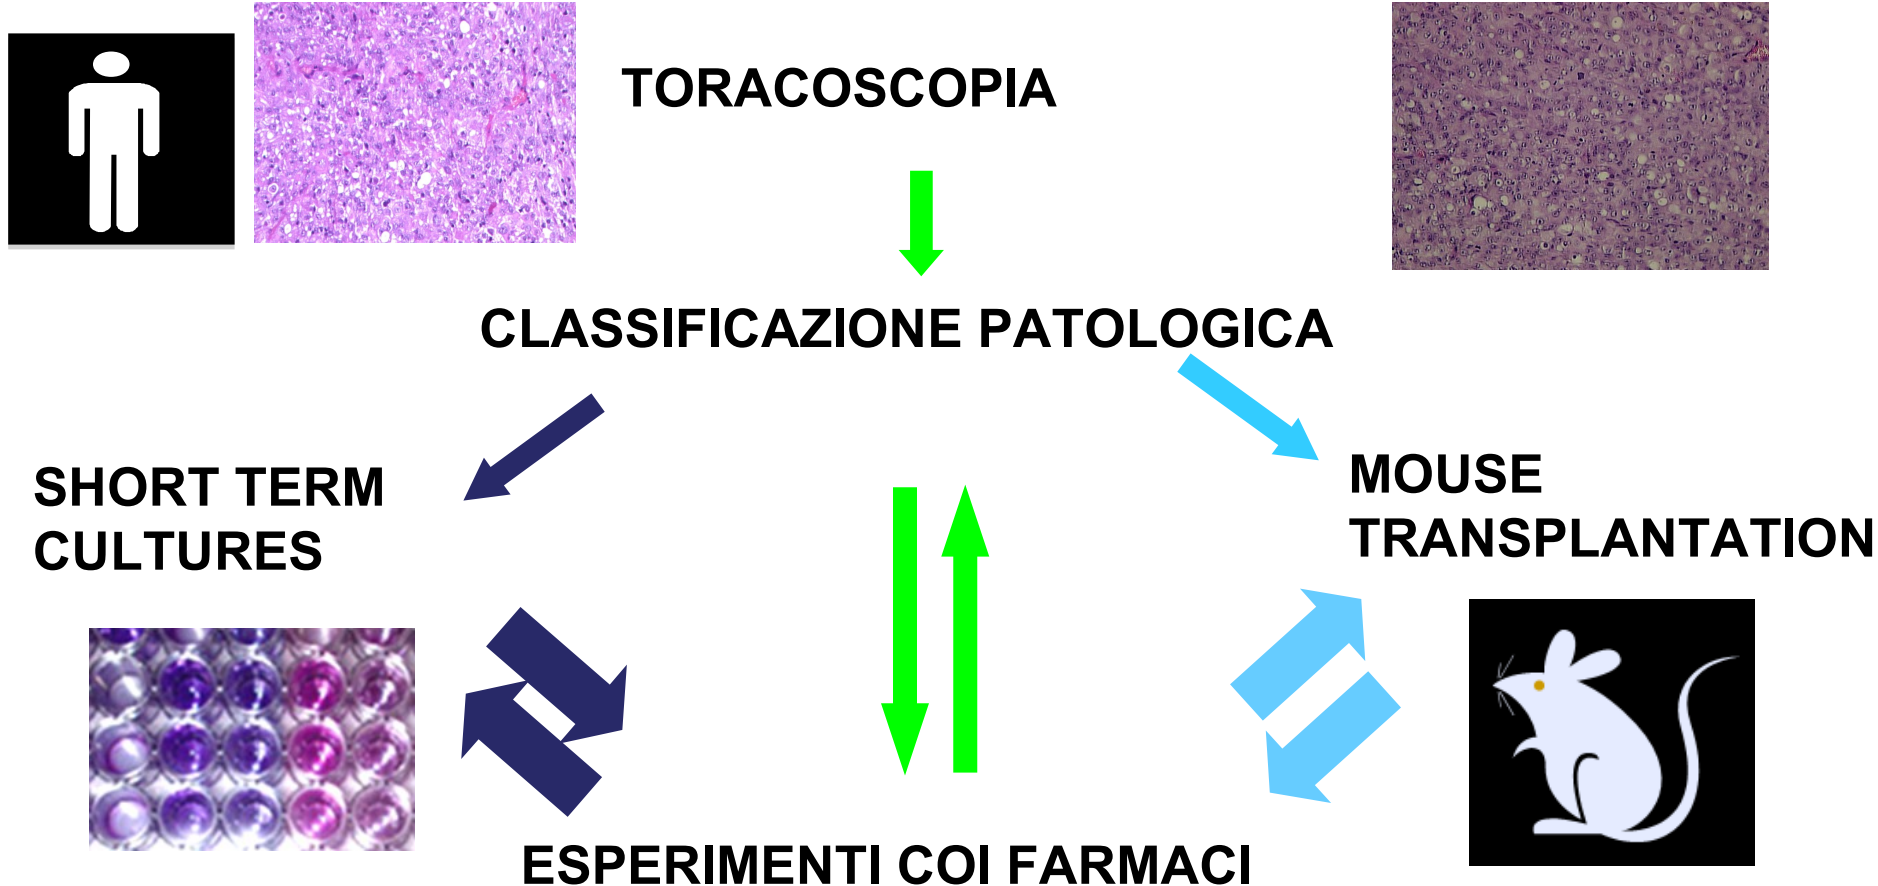 TORACOSCOPIA
CLASSIFICAZIONE PATOLOGICA
SHORT TERM
CULTURES
MOUSE
TRANSPLANTATION
ESPERIMENTI COI FARMACI